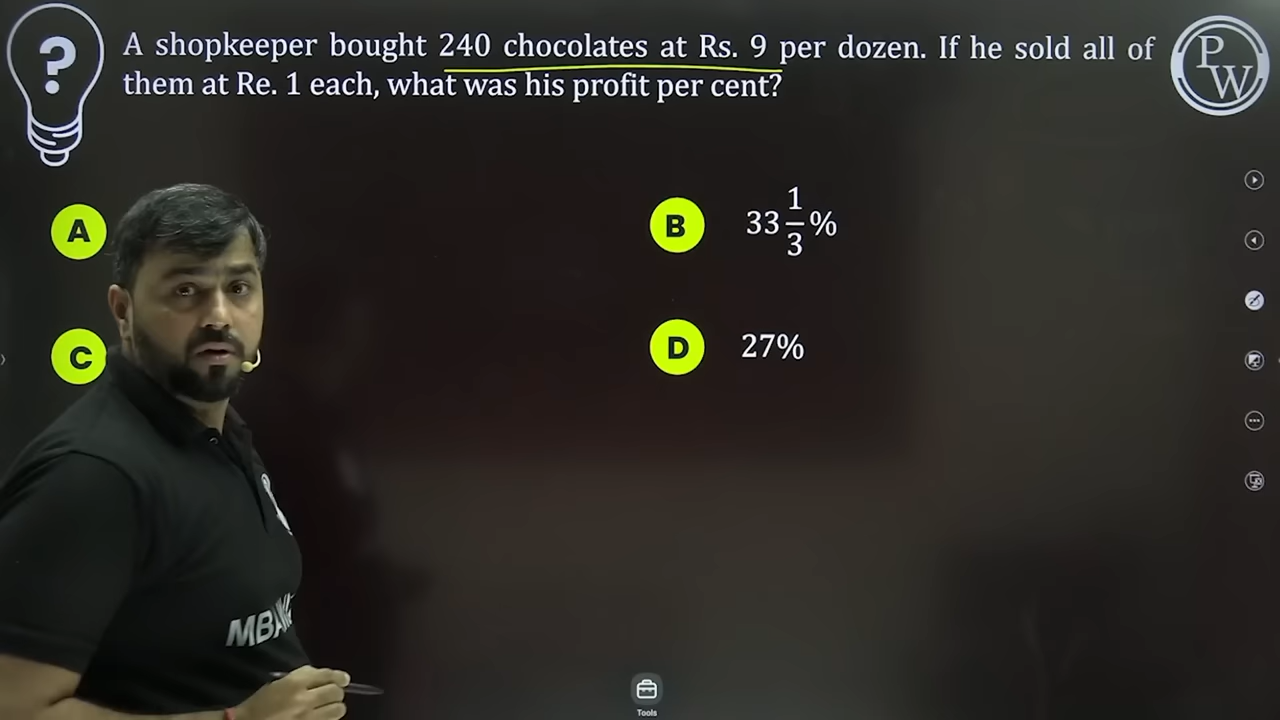 ?
A shopkeeper bought 240 chocolates at Rs. 9 per dozen. If he sold all of
them at Re. 1 each, what was his profit per cent?
P
W
A
B 33 1/3 %
C
D 27%
Tools